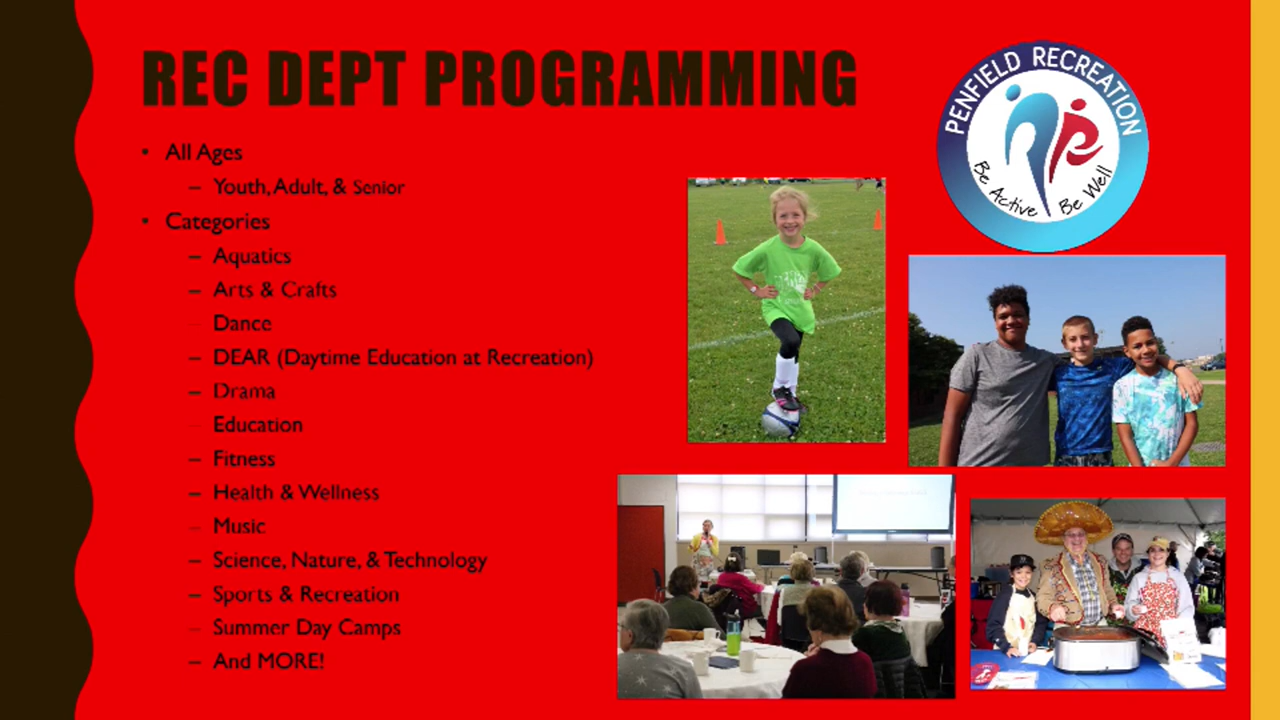 REC DEPT PROGRAMMING
PENFIELD RECREATION
Be Active Be Well
• All Ages
– Youth, Adult, & Senior
• Categories
– Aquatics
– Arts & Crafts
– Dance
– DEAR (Daytime Education at Recreation)
– Drama
– Education
– Fitness
– Health & Wellness
– Music
– Science, Nature, & Technology
– Sports & Recreation
– Summer Day Camps
– And MORE!